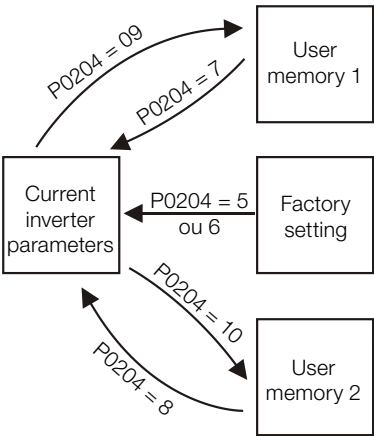 P0204 = 09
User
memory 1
P0204 = 7
Current
inverter
parameters
P0204 = 5
ou 6
Factory
setting
P0204 = 10
P0204 = 8
User
memory 2